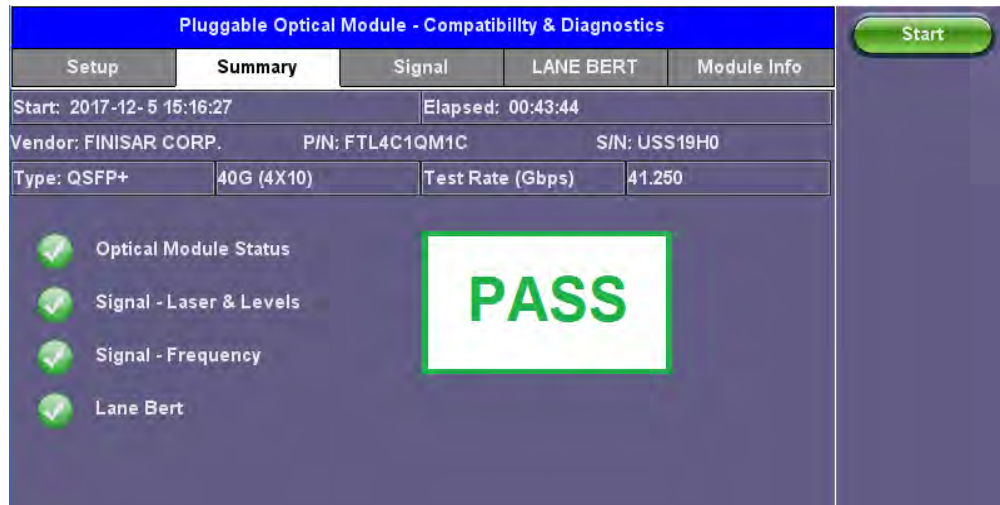 Pluggable Optical Module - Compatibillty & Diagnostics
Start
Setup Summary Signal LANE BERT Module Info
Start: 2017-12- 5 15:16:27 Elapsed: 00:43:44
Vendor: FINISAR CORP. P/N: FTL4C1QM1C S/N: USS19H0
Type: QSFP+ 40G (4X10) Test Rate (Gbps) 41.250
Optical Module Status
Signal - Laser & Levels
Signal - Frequency
Lane Bert
PASS